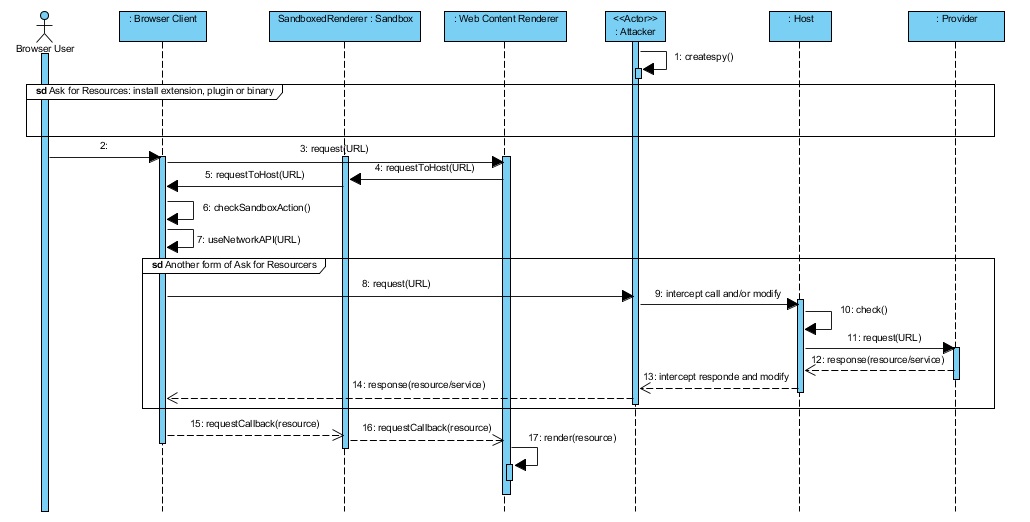 : Browser Client
SandboxedRenderer : Sandbox
: Web Content Renderer
<<Actor>>
: Attacker
: Host
: Provider
Browser User
1: createspy()
sd Ask for Resources: install extension, plugin or binary
2:
3: request(URL)
4: requestToHost(URL)
5: requestToHost(URL)
6: checkSandboxAction()
7: useNetworkAPI(URL)
sd Another form of Ask for Resourcers
8: request(URL)
9: intercept call and/or modify
10: check()
11: request(URL)
12: response(resource/service)
13: intercept responde and modify
14: response(resource/service)
15: requestCallback(resource)
16: requestCallback(resource)
17: render(resource)